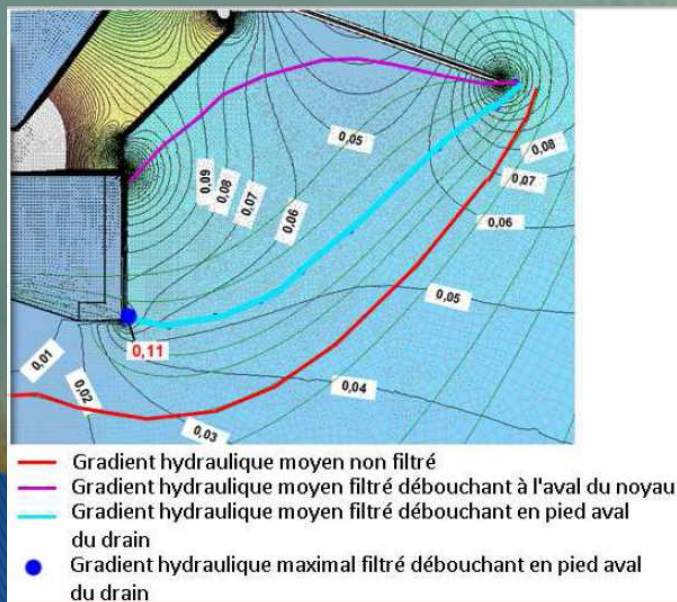 0,05
0,08
0,07
0,06
0,09
0,08
0,07
0,06
0,05
0,11
0,04
0,01
0,02
0,03
Gradient hydraulique moyen non filtré
Gradient hydraulique moyen filtré débouchant à l'aval du noyau
Gradient hydraulique moyen filtré débouchant en pied aval
du drain
Gradient hydraulique maximal filtré débouchant en pied aval
du drain